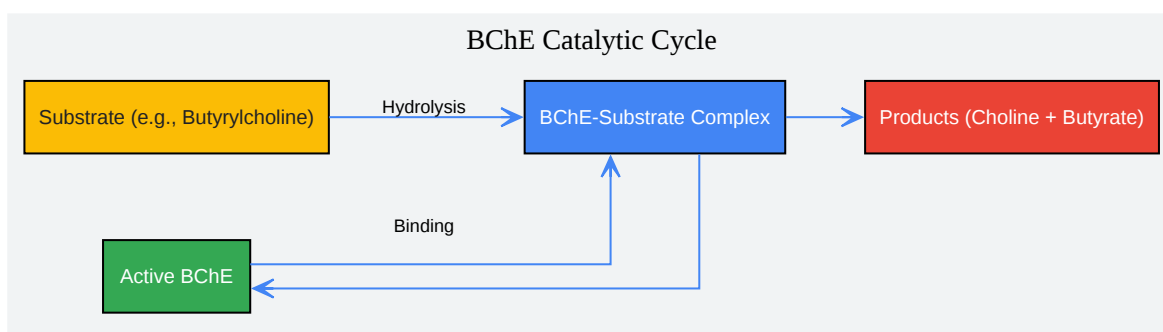 BChE Catalytic Cycle
Substrate (e.g., Butyrylcholine)
Hydrolysis
BChE-Substrate Complex
Products (Choline + Butyrate)
Binding
Active BChE